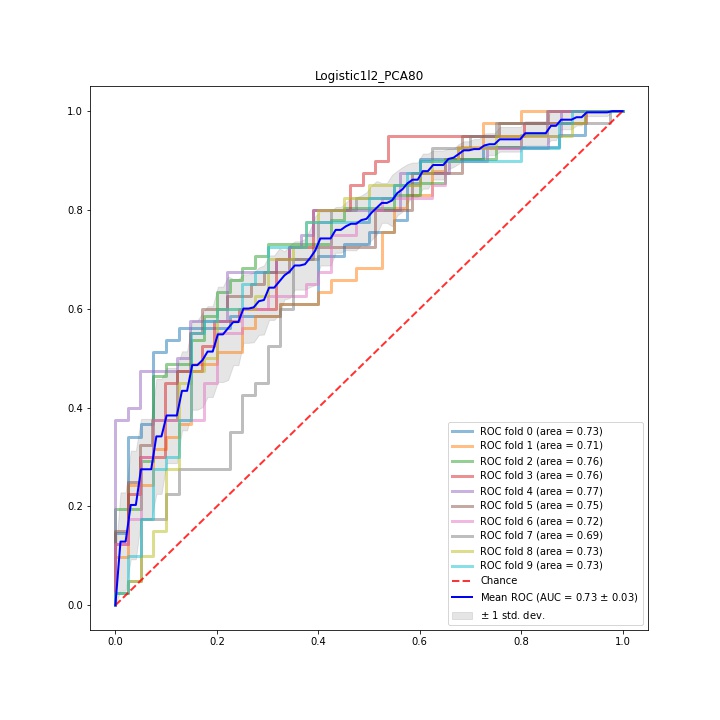 Logistic1l2_PCA80
1.0
0.8
0.6
0.4
0.2
0.0
0.0 0.2 0.4 0.6 0.8 1.0
ROC fold 0 (area = 0.73)
ROC fold 1 (area = 0.71)
ROC fold 2 (area = 0.76)
ROC fold 3 (area = 0.76)
ROC fold 4 (area = 0.77)
ROC fold 5 (area = 0.75)
ROC fold 6 (area = 0.72)
ROC fold 7 (area = 0.69)
ROC fold 8 (area = 0.73)
ROC fold 9 (area = 0.73)
Chance
Mean ROC (AUC = 0.73 ± 0.03)
± 1 std. dev.